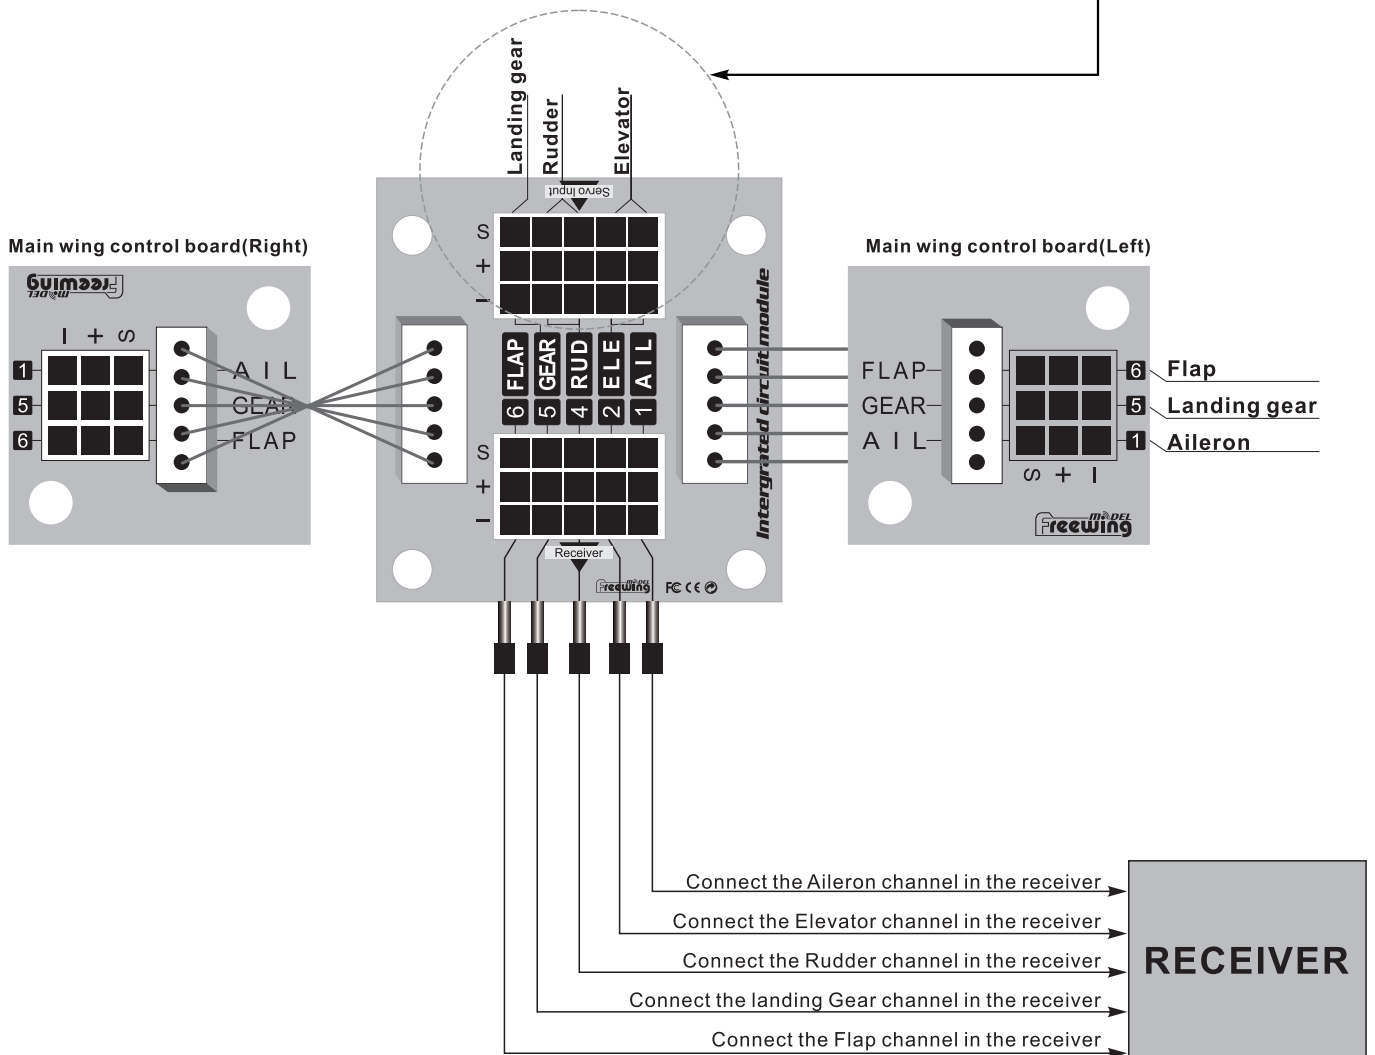 Landing gear
Rudder
Elevator
Servo Input
S
+
−
Main wing control board(Right)
Freewing
MODEL
− + S
1
5
6
A I L
GEAR
FLAP
6 FLAP
5 GEAR
4 RUD
2 ELE
1 AIL
S
+
−
Receiver
Freewing
MODEL
FC CE
Intergrated circuit module
Main wing control board(Left)
FLAP
GEAR
A I L
6 Flap
5 Landing gear
1 Aileron
S + −
MODEL
Freewing
Connect the Aileron channel in the receiver
Connect the Elevator channel in the receiver
Connect the Rudder channel in the receiver
Connect the landing Gear channel in the receiver
Connect the Flap channel in the receiver
RECEIVER